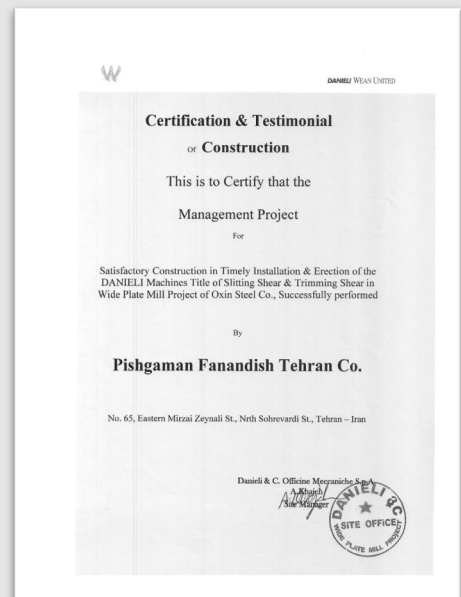 W
DANIELI WEAN UNITED
Certification & Testimonial
or Construction
This is to Certify that the
Management Project
For
Satisfactory Construction in Timely Installation & Erection of the
DANIELI Machines Title of Slitting Shear & Trimming Shear in
Wide Plate Mill Project of Oxin Steel Co., Successfully performed
By
Pishgaman Fanandish Tehran Co.
No. 65, Eastern Mirzai Zeynali St., Nrth Sohrevardi St., Tehran – Iran
Danieli & C. Officine Meccaniche S.p.A
A.Khajeh
Site Manager
DANIELI & C
SITE OFFICE
WIDE PLATE MILL PROJECT